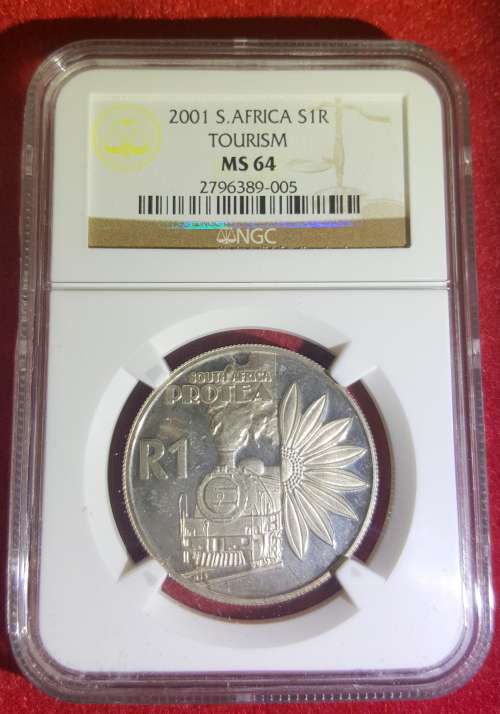 2001 S.AFRICA S1R
TOURISM
MS 64
2796389-005
NGC
SOUTH AFRICA
PROTEA
R1